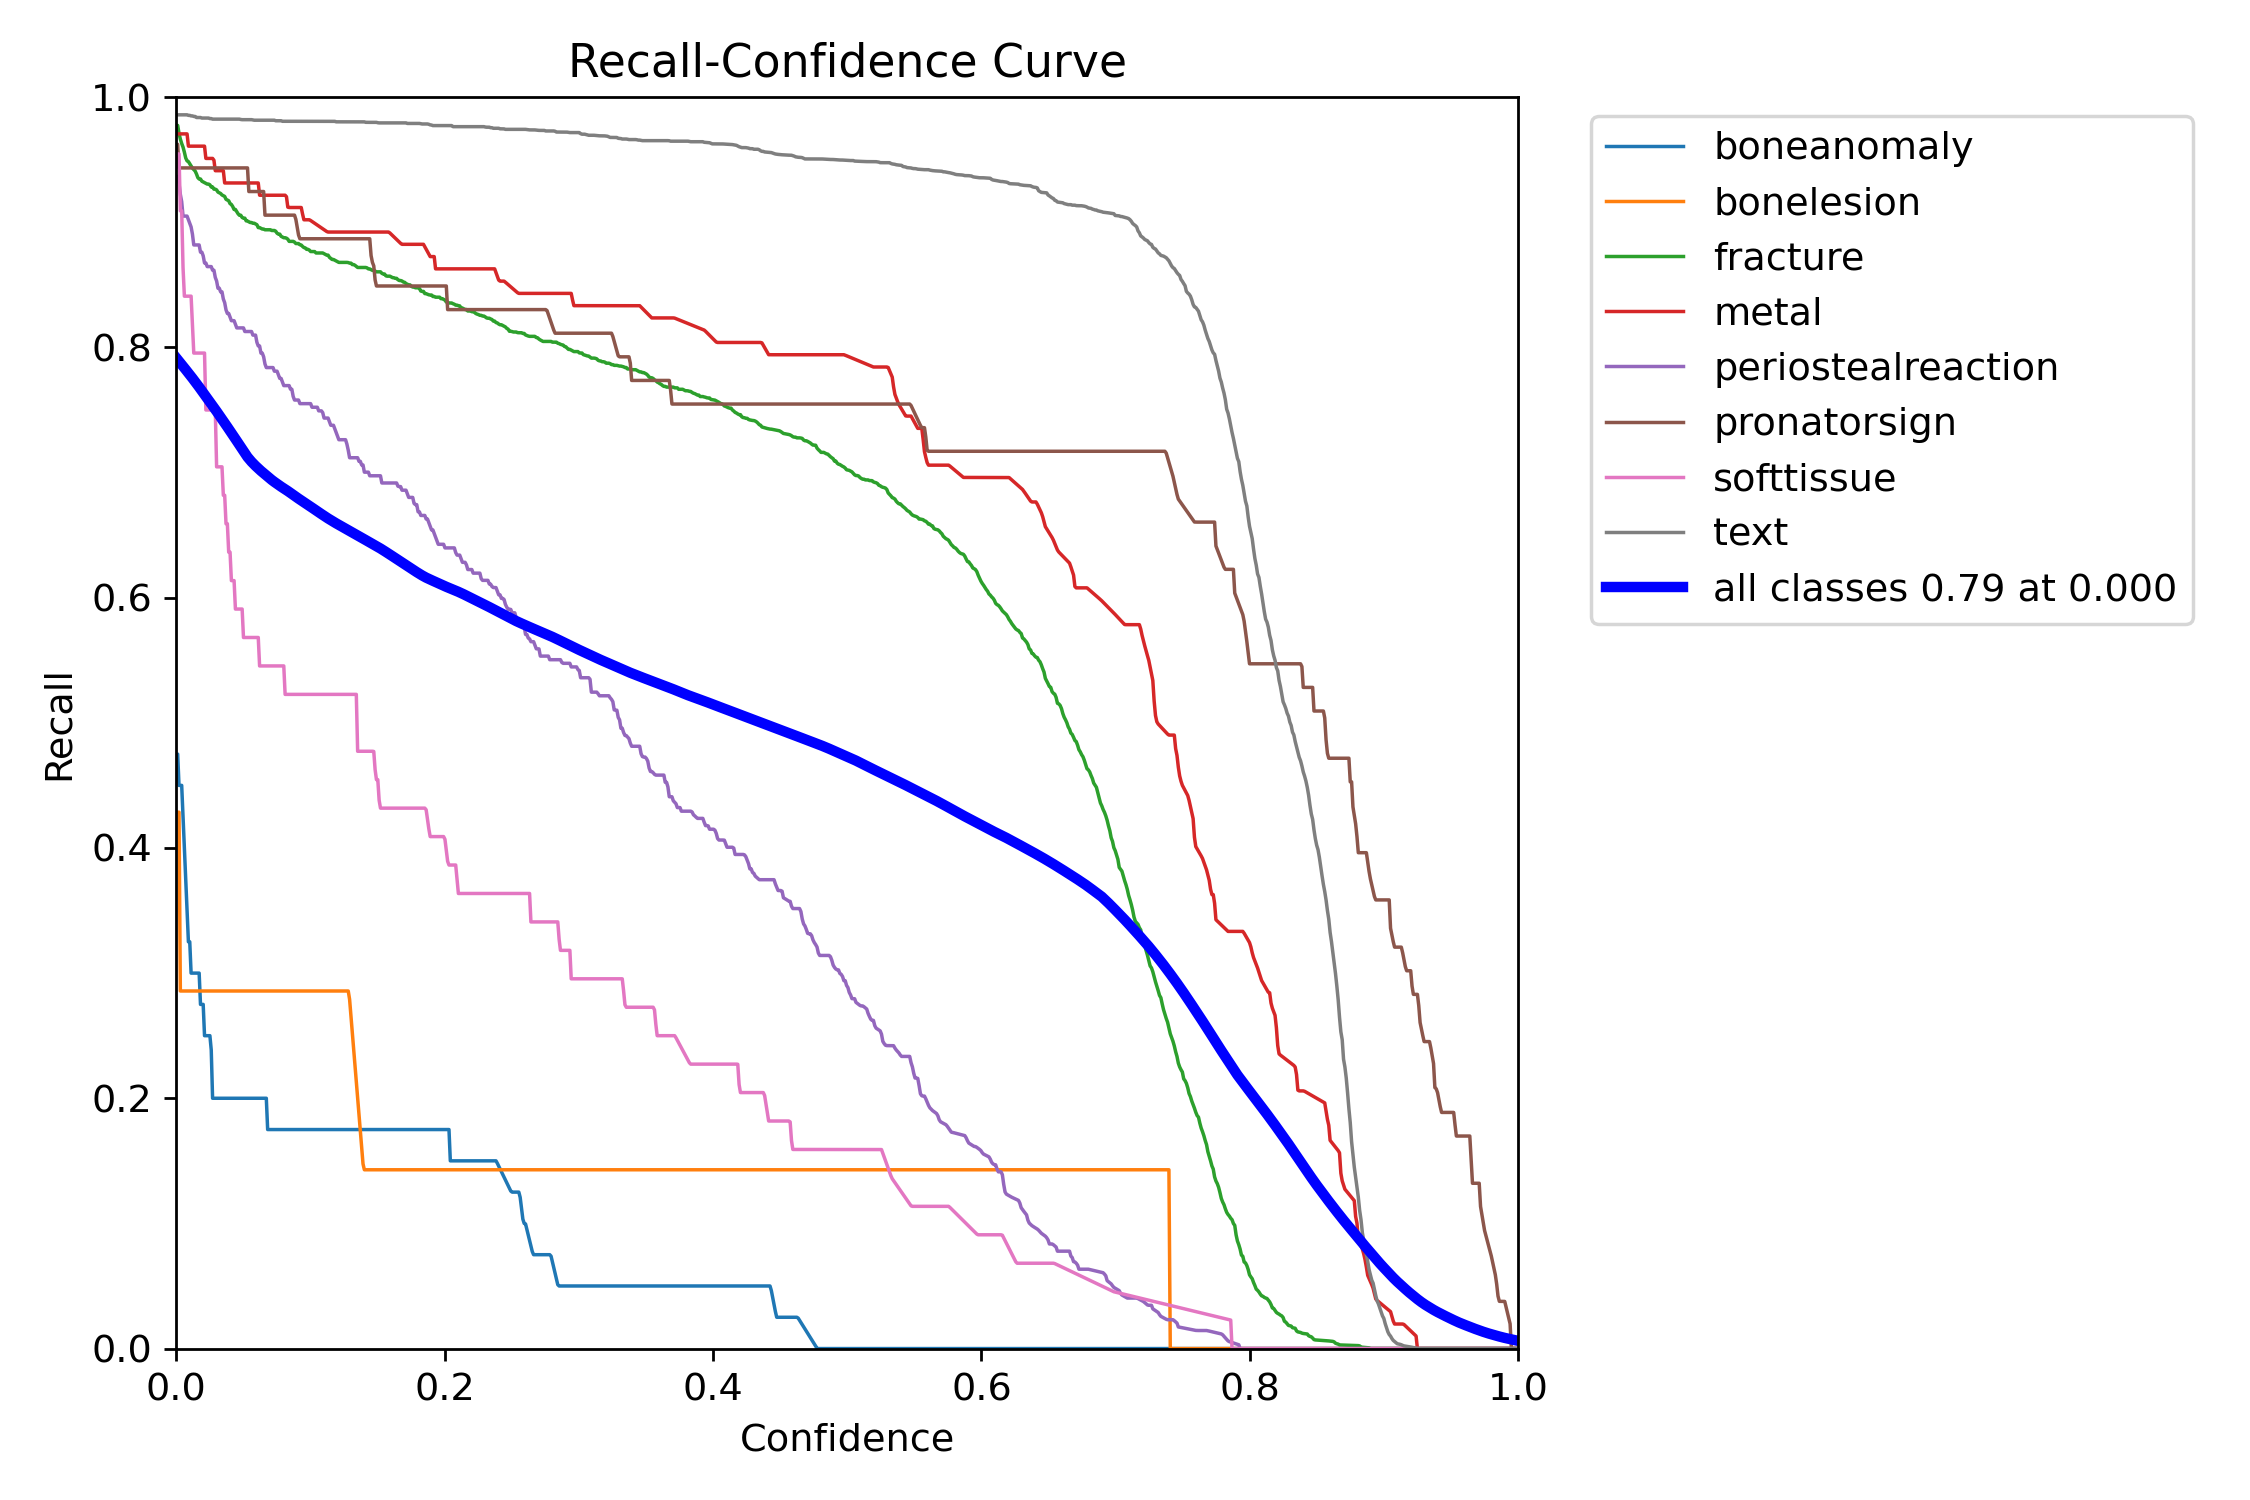 Recall-Confidence Curve
1.0
0.8
0.6
0.4
0.2
0.0
Recall
0.0 0.2 0.4 0.6 0.8 1.0
Confidence
boneanomaly
bonelesion
fracture
metal
periostealreaction
pronatorsign
softtissue
text
all classes 0.79 at 0.000